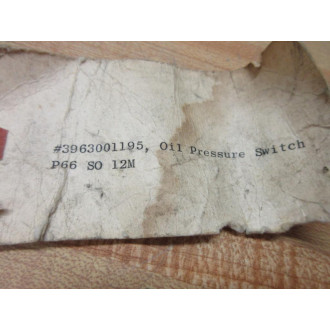 #3963001195, Oil Pressure Switch
P66 SO 12M